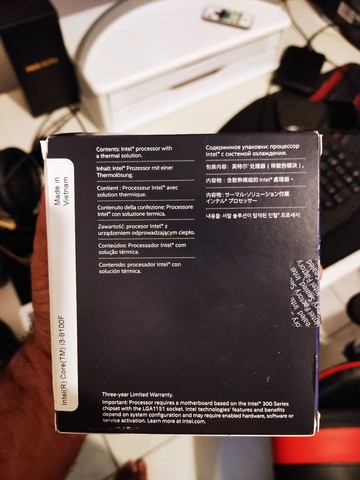 Contents: Intel® processor with
a thermal solution.
Inhalt: Intel® Prozessor mit einer
Thermolösung.
Contient : Processeur Intel® avec
solution thermique.
Contenuto della confezione: Processore
Intel® con soluzione termica.
Zawartość: procesor Intel® z
urządzeniem odprowadzającym ciepło.
Conteúdos: Processador Intel® com
solução térmica.
Contenido: procesador Intel® con
solución térmica.
Содержимое упаковки: процессор
Intel® с системой охлаждения.
包装内容: 英特尔® 处理器 ( 带散热模块 ) 。
内容物 : 含散熱模組的 Intel® 處理器。
内容物 : サーマル・ソリューション付属
インテル® プロセッサー
내용물: 서멀 솔루션이 탑재된 인텔® 프로세서
Made in
Vietnam
Intel(R) Core(TM) i3-9100F
Factory Sealed
Three-year Limited Warranty.
Important: Processor requires a motherboard based on the Intel® 300 Series
chipset with the LGA1151 socket. Intel technologies' features and benefits
depend on system configuration and may require enabled hardware, software or
service activation. Learn more at intel.com.